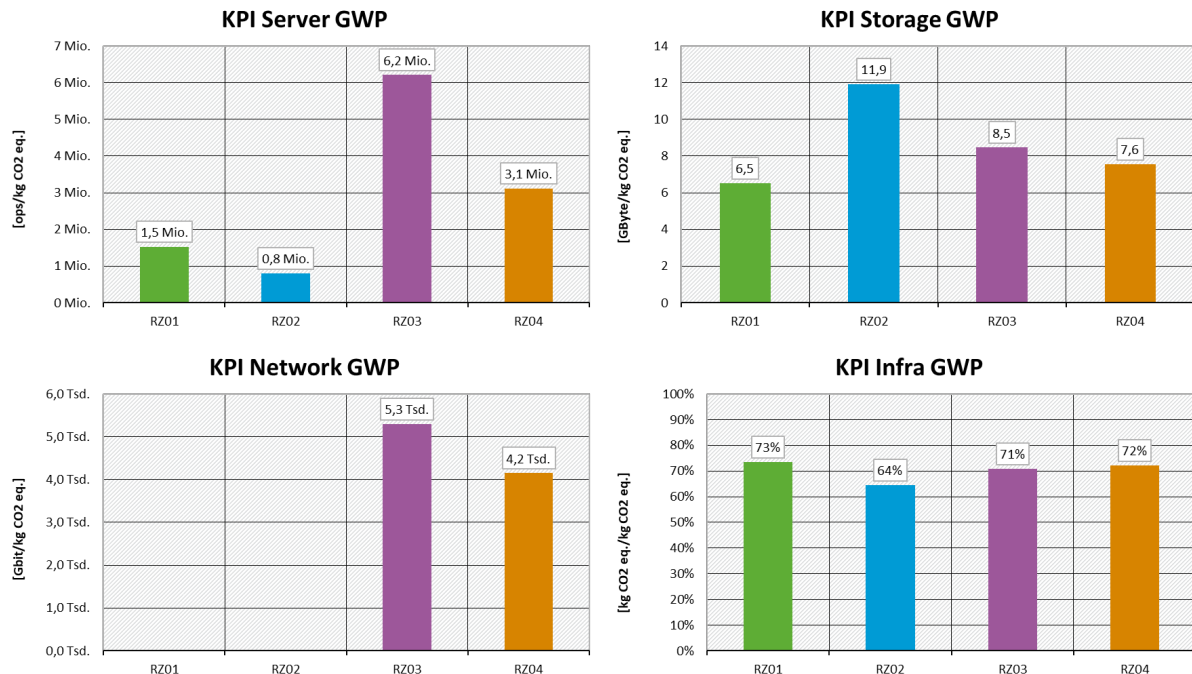 KPI Server GWP
[ops/kg CO2 eq.]
7 Mio.
6 Mio.
5 Mio.
4 Mio.
3 Mio.
2 Mio.
1 Mio.
0 Mio.
1,5 Mio.
0,8 Mio.
6,2 Mio.
3,1 Mio.
RZ01 RZ02 RZ03 RZ04
KPI Storage GWP
[GByte/kg CO2 eq.]
14
12
10
8
6
4
2
0
6,5
11,9
8,5
7,6
RZ01 RZ02 RZ03 RZ04
KPI Network GWP
[Gbit/kg CO2 eq.]
6,0 Tsd.
5,0 Tsd.
4,0 Tsd.
3,0 Tsd.
2,0 Tsd.
1,0 Tsd.
0,0 Tsd.
5,3 Tsd.
4,2 Tsd.
RZ01 RZ02 RZ03 RZ04
KPI Infra GWP
[kg CO2 eq./kg CO2 eq.]
100%
90%
80%
70%
60%
50%
40%
30%
20%
10%
0%
73%
64%
71%
72%
RZ01 RZ02 RZ03 RZ04